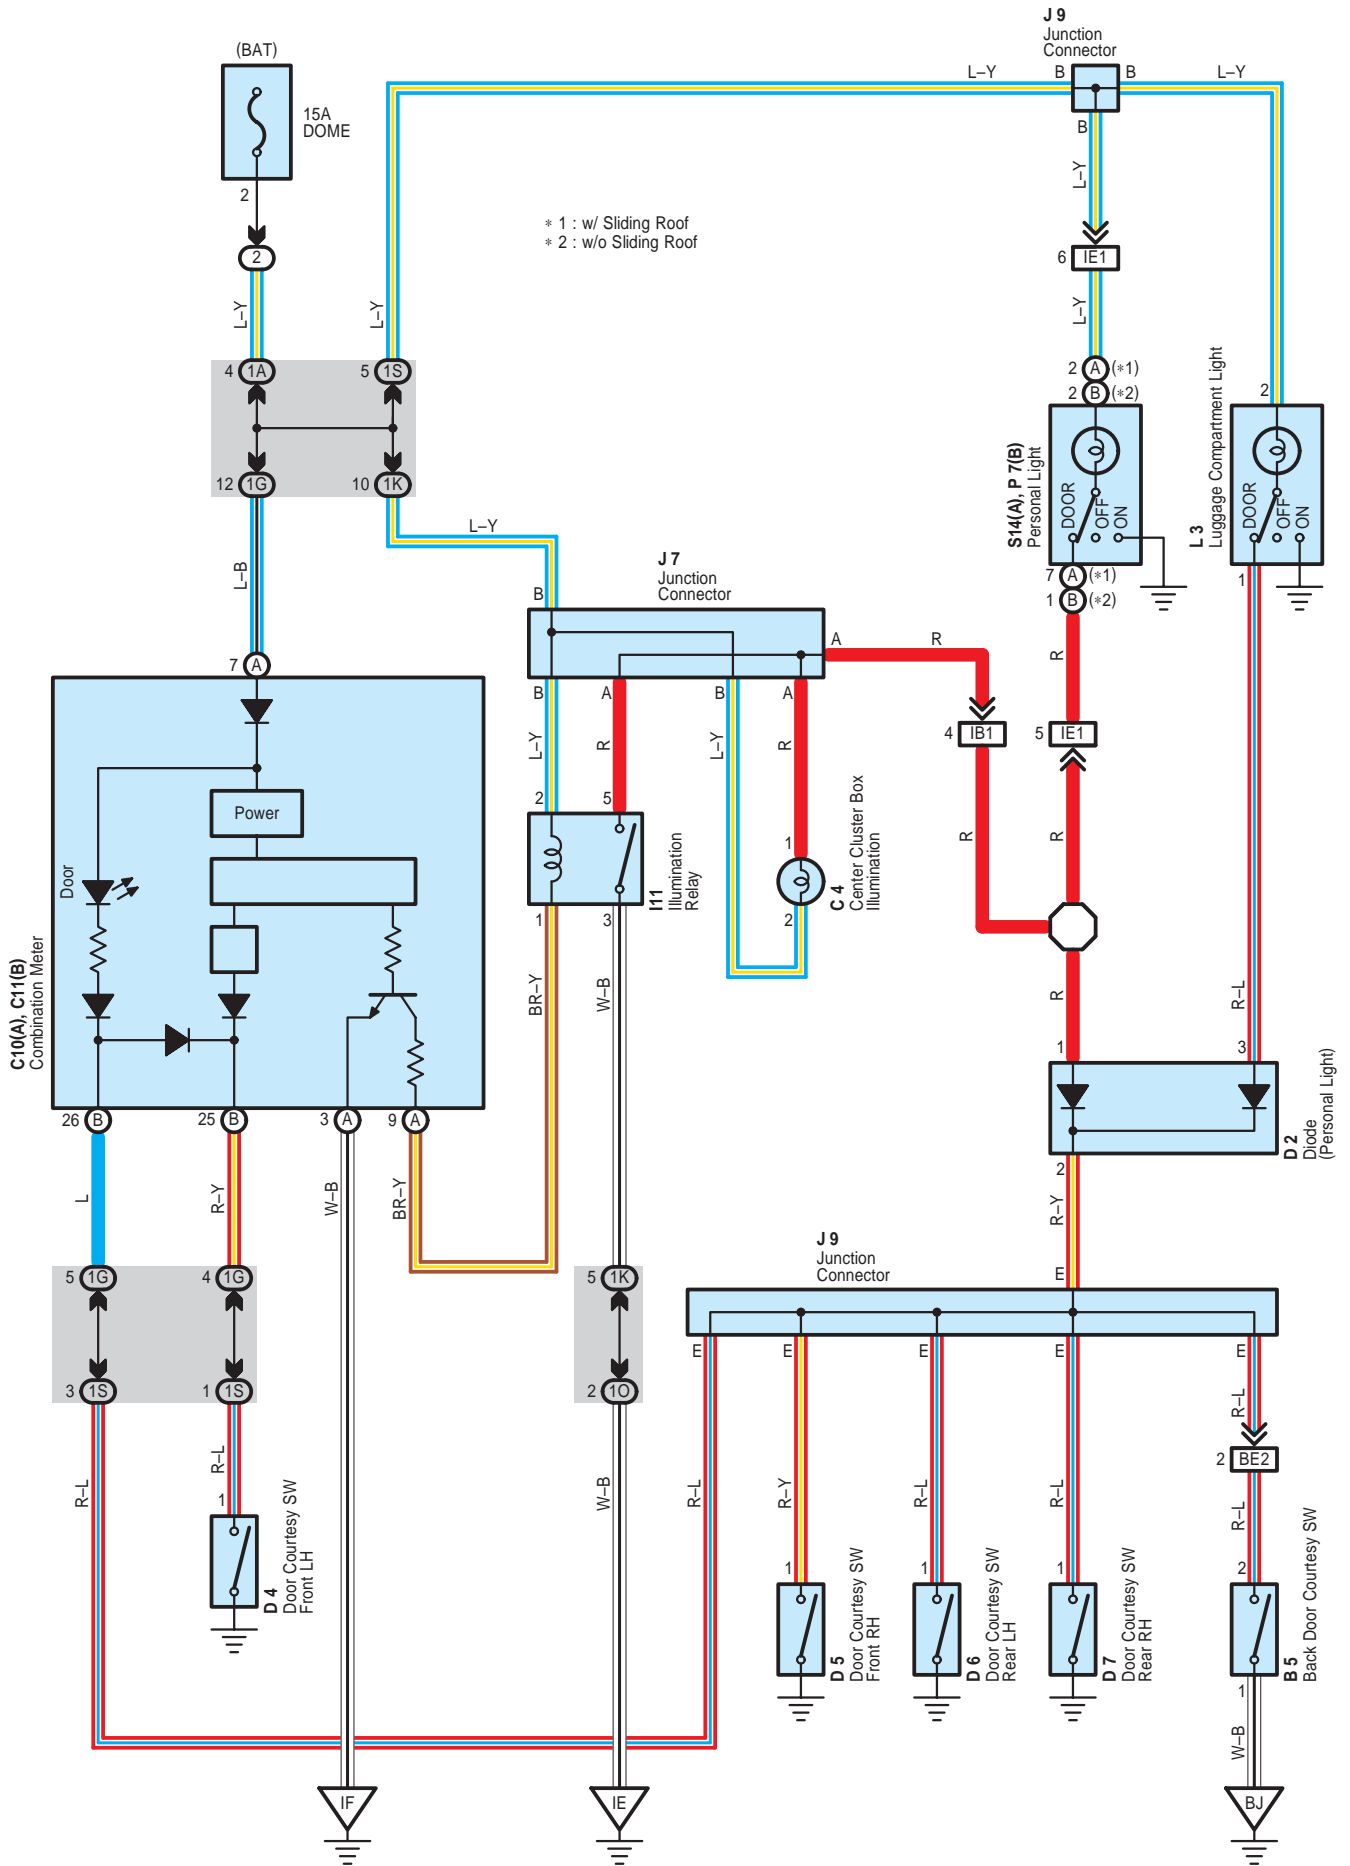 J 9
Junction
Connector
(BAT)
15A
DOME
2
2
L–Y
B
B
L–Y
B
L–Y
∗ 1 : w/ Sliding Roof
∗ 2 : w/o Sliding Roof
6 IE1
L–Y
L–Y
L–Y
4 1A
5 1S
2 A (∗1)
2 B (∗2)
2
12 1G
10 1K
S14(A), P 7(B)
Personal Light
DOOR
OFF
ON
L 3
Luggage Compartment Light
DOOR
OFF
ON
L–Y
L–B
J 7
Junction
Connector
7 A (∗1)
1 B (∗2)
1
B
A
R
R
7 A
B
A
B
A
L–Y
R
L–Y
R
4 IB1
5 IE1
2
5
1
R
R
Power
Door
I11
Illumination
Relay
C 4
Center Cluster Box
Illumination
1
3
2
BR–Y
W–B
C10(A), C11(B)
Combination Meter
R
R–L
1
3
26 B
25 B
3 A
9 A
D 2
Diode
(Personal Light)
2
L
R–Y
W–B
BR–Y
R–Y
J 9
Junction
Connector
E
5 1G
4 1G
5 1K
E
E
E
E
E
3 1S
1 1S
2 1O
R–L
2 BE2
R–L
R–L
W–B
R–L
R–Y
R–L
R–L
R–L
1
1
1
1
2
D 4
Door Courtesy SW
Front LH
D 5
Door Courtesy SW
Front RH
D 6
Door Courtesy SW
Rear LH
D 7
Door Courtesy SW
Rear RH
B 5
Back Door Courtesy SW
1
W–B
IF
IE
BJ